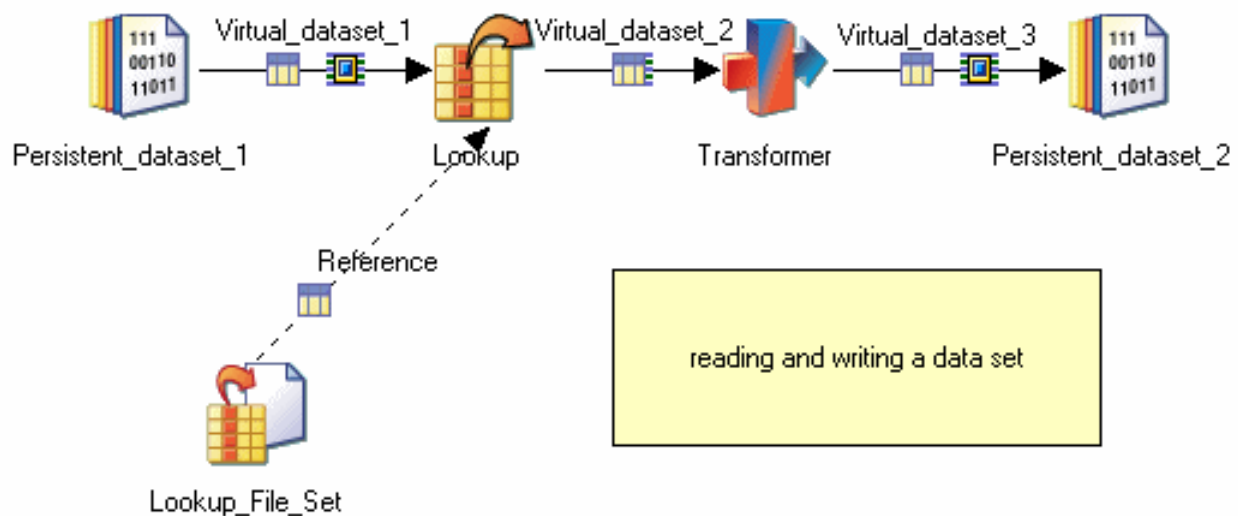 Virtual_dataset_1
Virtual_dataset_2
Virtual_dataset_3
111
00110
11011
111
00110
11011
Persistent_dataset_1
Lookup
Transformer
Persistent_dataset_2
Reference
reading and writing a data set
Lookup_File_Set